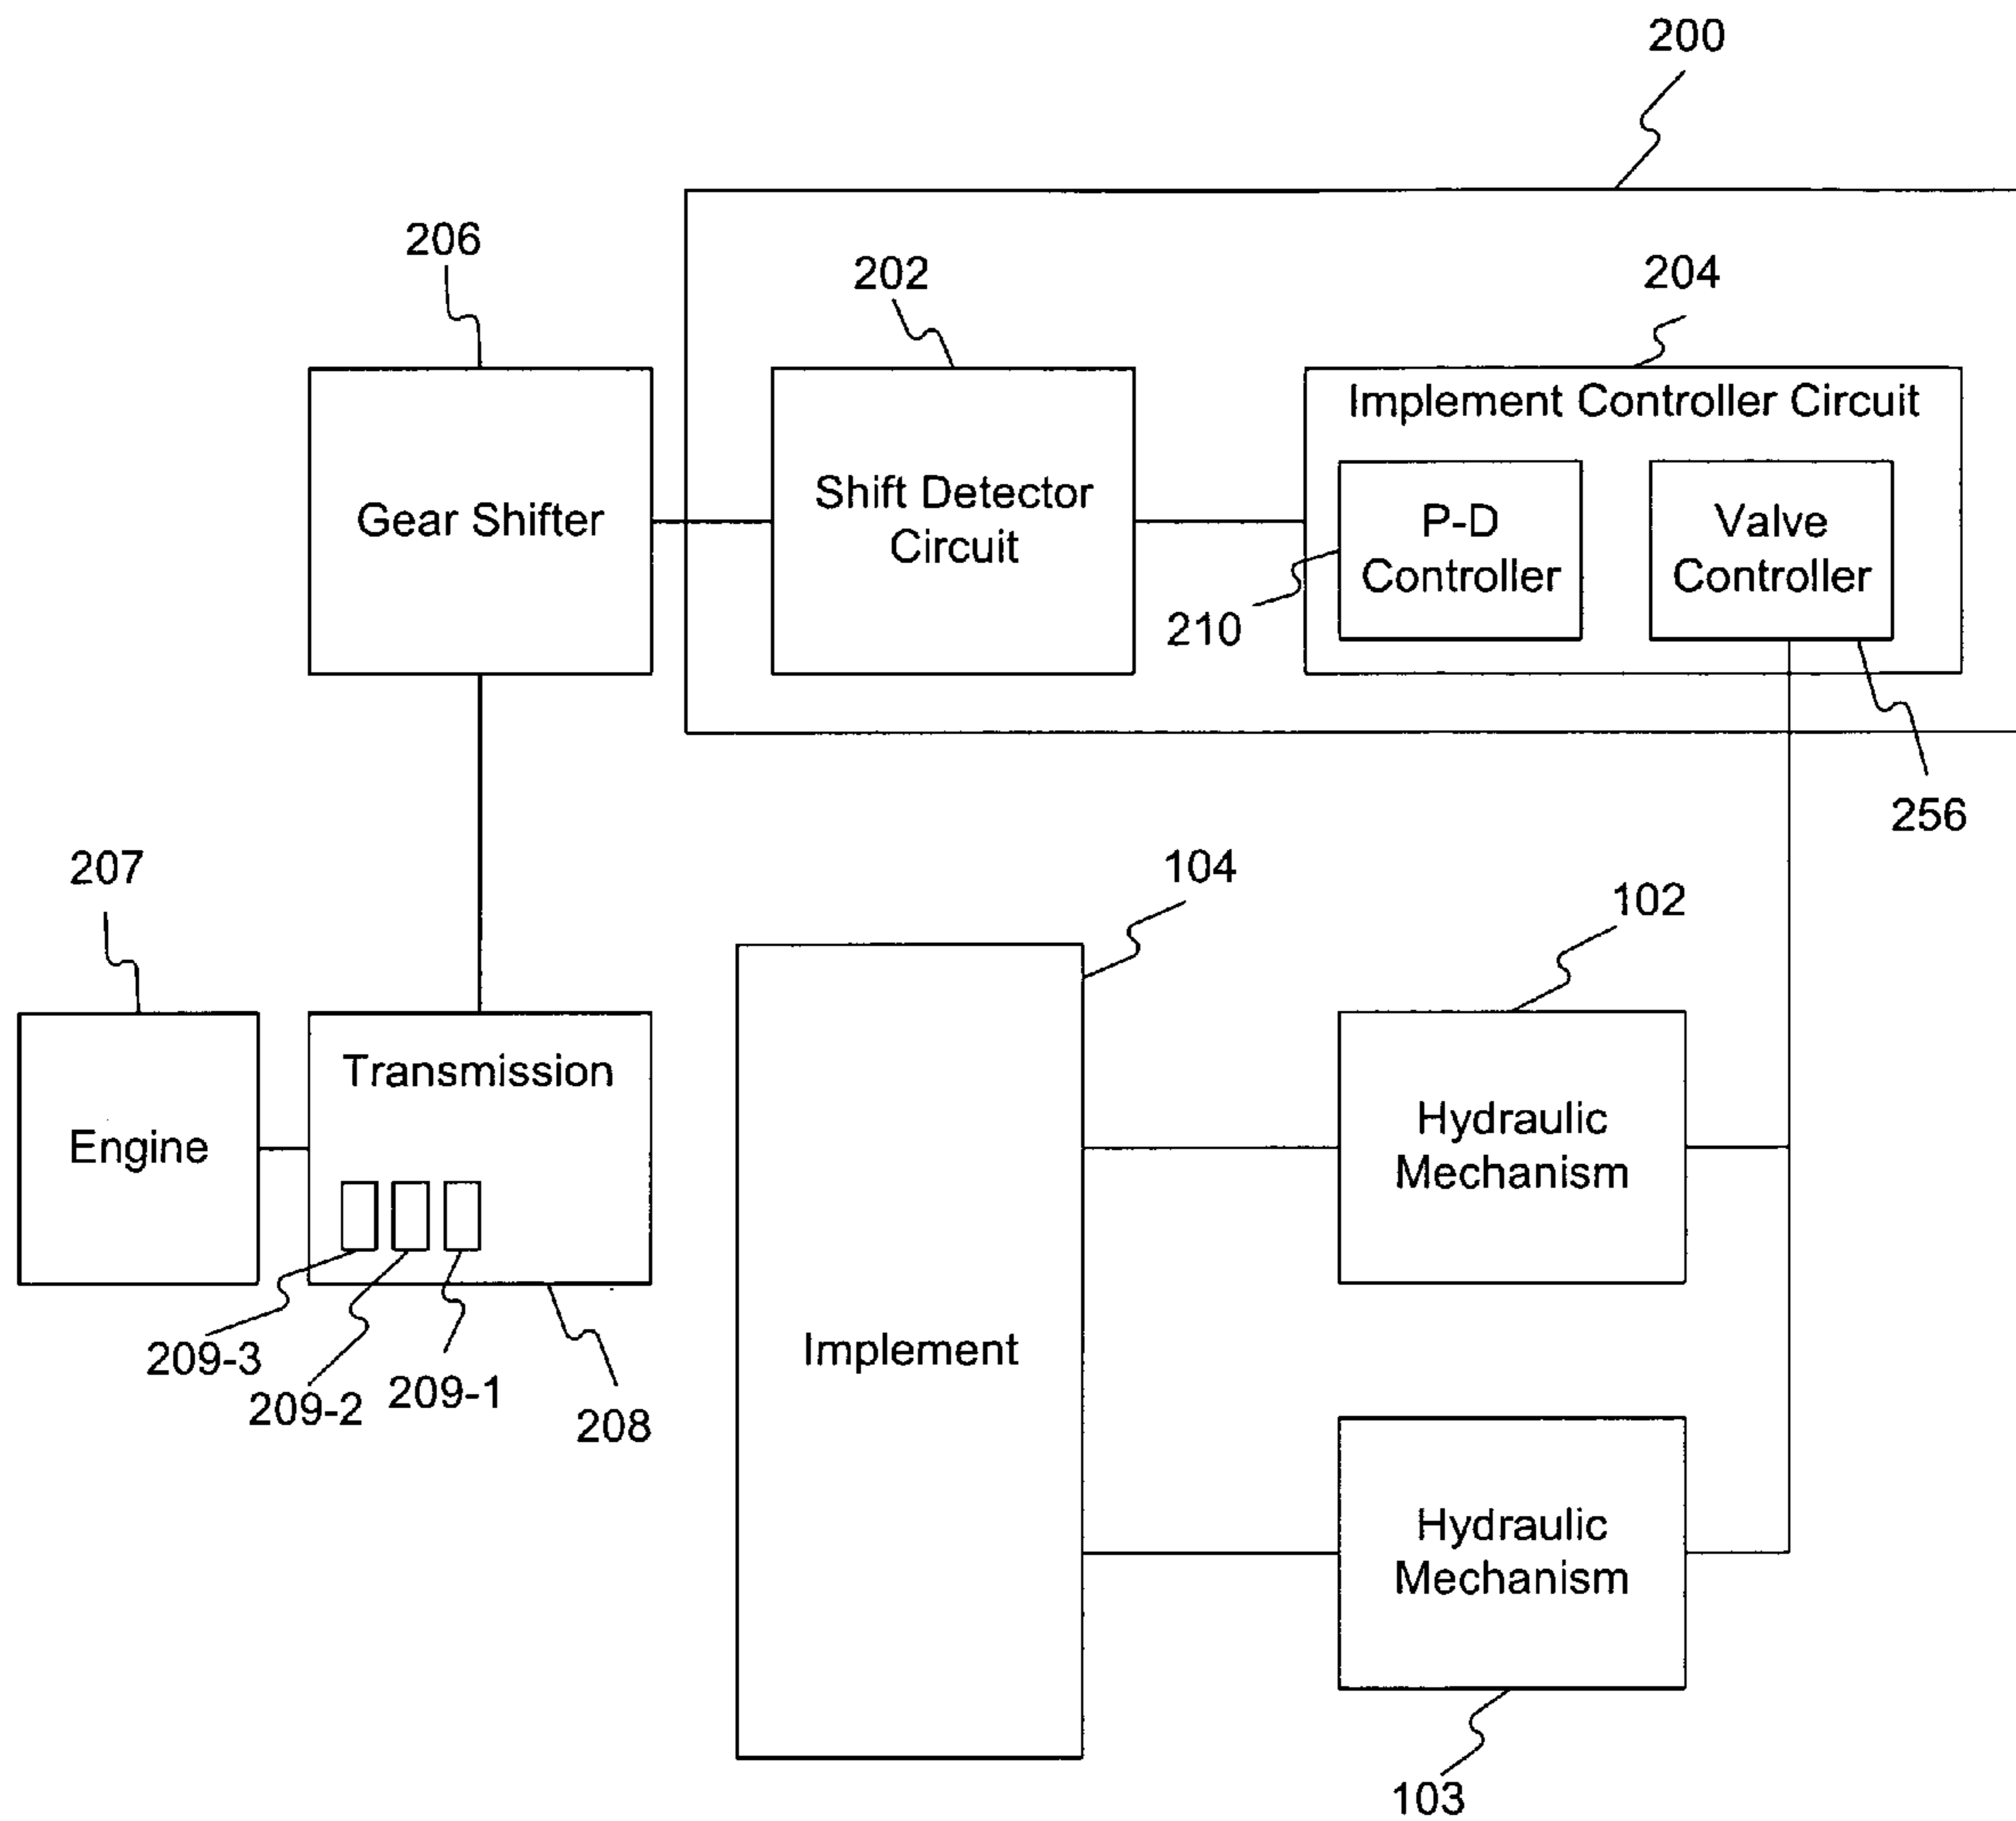 200
206
202
204
Implement Controller Circuit
Gear Shifter
Shift Detector
Circuit
P-D
Controller
Valve
Controller
210
256
207
104
102
Transmission
Engine
Hydraulic
Mechanism
209-3
209-2
209-1
208
Implement
Hydraulic
Mechanism
103